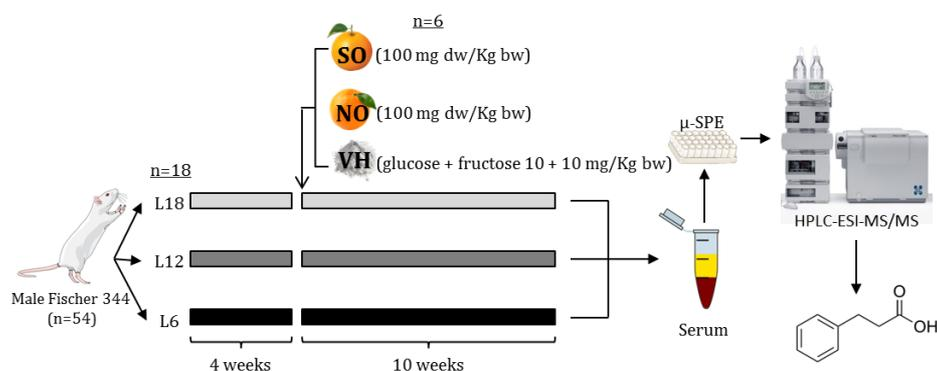 n=6
SO (100 mg dw/Kg bw)
NO (100 mg dw/Kg bw)
VH (glucose + fructose 10 + 10 mg/Kg bw)
n=18
L18
L12
L6
Male Fischer 344
(n=54)
4 weeks
10 weeks
μ-SPE
Serum
HPLC-ESI-MS/MS
O
OH